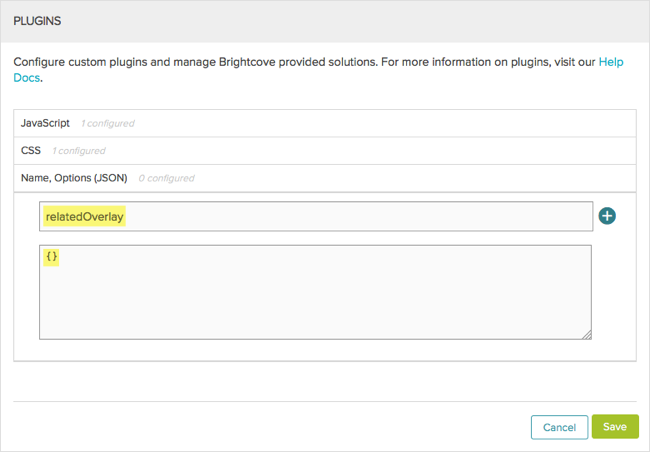 PLUGINS
Configure custom plugins and manage Brightcove provided solutions. For more information on plugins, visit our Help
Docs.
JavaScript 1 configured
CSS 1 configured
Name, Options (JSON) 0 configured
relatedOverlay
{}
Cancel Save